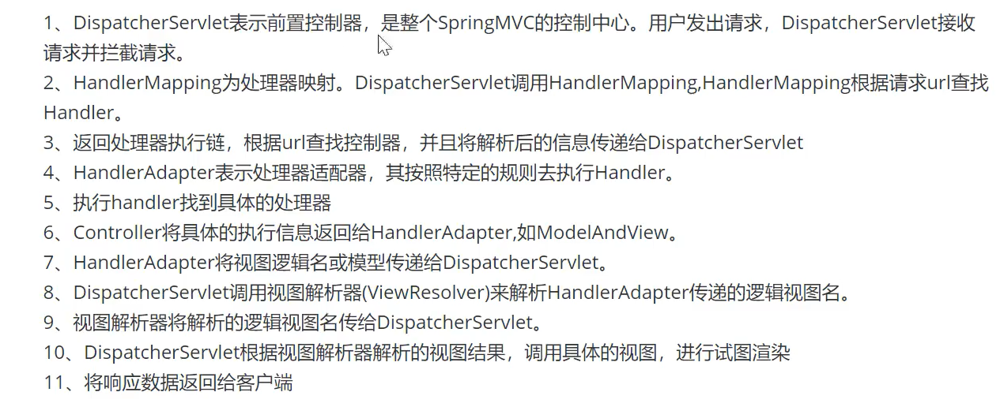 1、DispatcherServlet表示前置控制器，是整个SpringMVC的控制中心。用户发出请求，DispatcherServlet接收
请求并拦截请求。
2、HandlerMapping为处理器映射。DispatcherServlet调用HandlerMapping,HandlerMapping根据请求url查找
Handler。
3、返回处理器执行链，根据url查找控制器，并且将解析后的信息传递给DispatcherServlet
4、HandlerAdapter表示处理器适配器，其按照特定的规则去执行Handler。
5、执行handler找到具体的处理器
6、Controller将具体的执行信息返回给HandlerAdapter,如ModelAndView。
7、HandlerAdapter将视图逻辑名或模型传递给DispatcherServlet。
8、DispatcherServlet调用视图解析器(ViewResolver)来解析HandlerAdapter传递的逻辑视图名。
9、视图解析器将解析的逻辑视图名传给DispatcherServlet。
10、DispatcherServlet根据视图解析器解析的视图结果，调用具体的视图，进行试图渲染
11、将响应数据返回给客户端